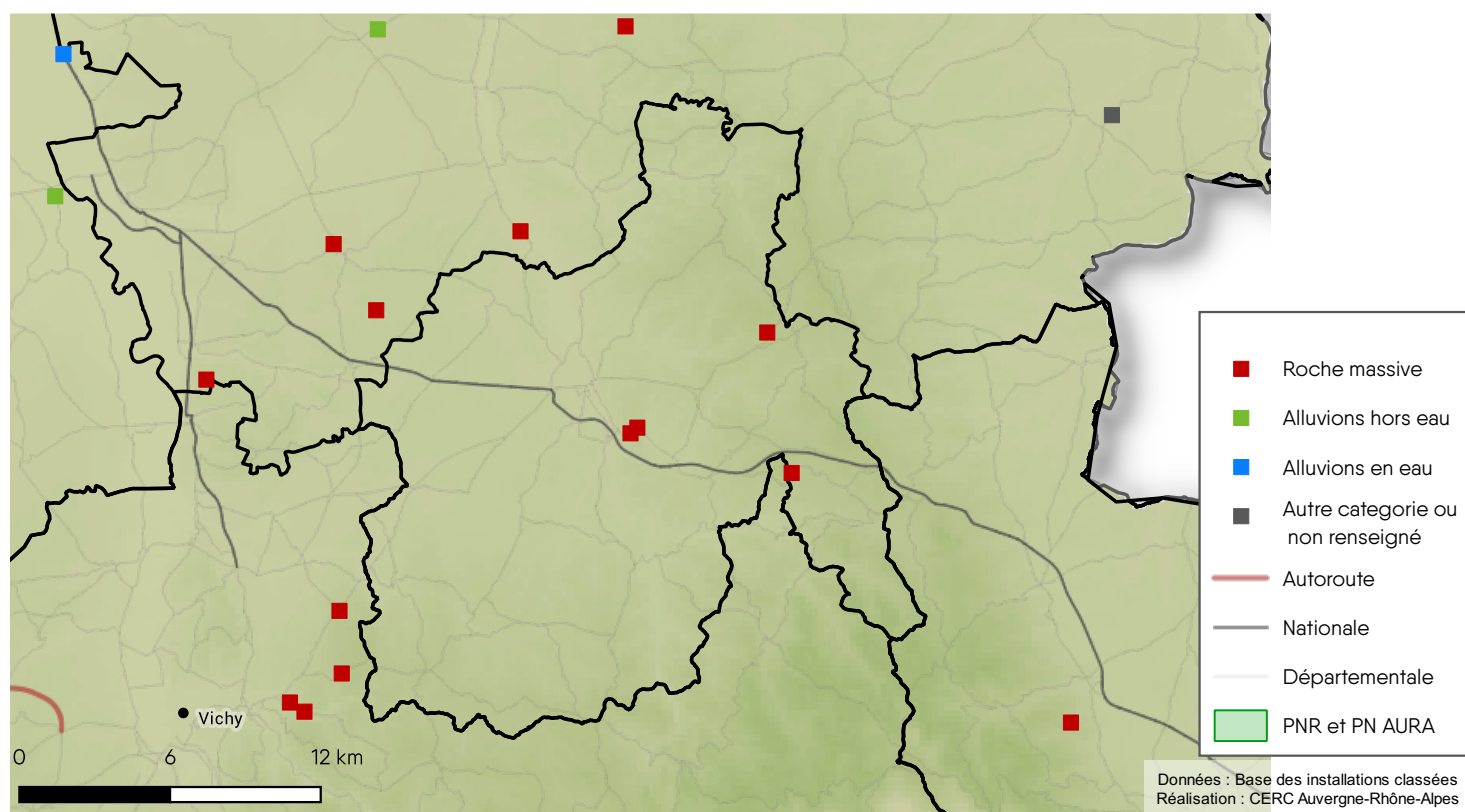 Roche massive
Alluvions hors eau
Alluvions en eau
Autre categorie ou
non renseigné
Autoroute
Nationale
Départementale
PNR et PN AURA
Vichy
0 6 12 km
Données : Base des installations classées
Réalisation : CERC Auvergne-Rhône-Alpes